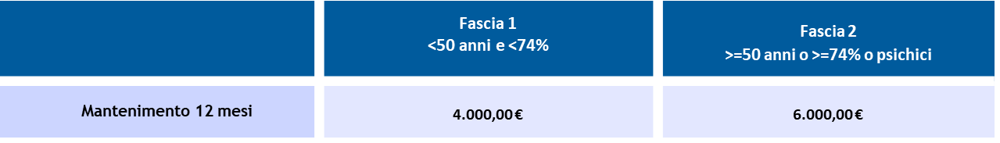 Fascia 1
<50 anni e <74%
Fascia 2
>=50 anni o >=74% o psichici
Mantenimento 12 mesi
4.000,00 €
6.000,00 €